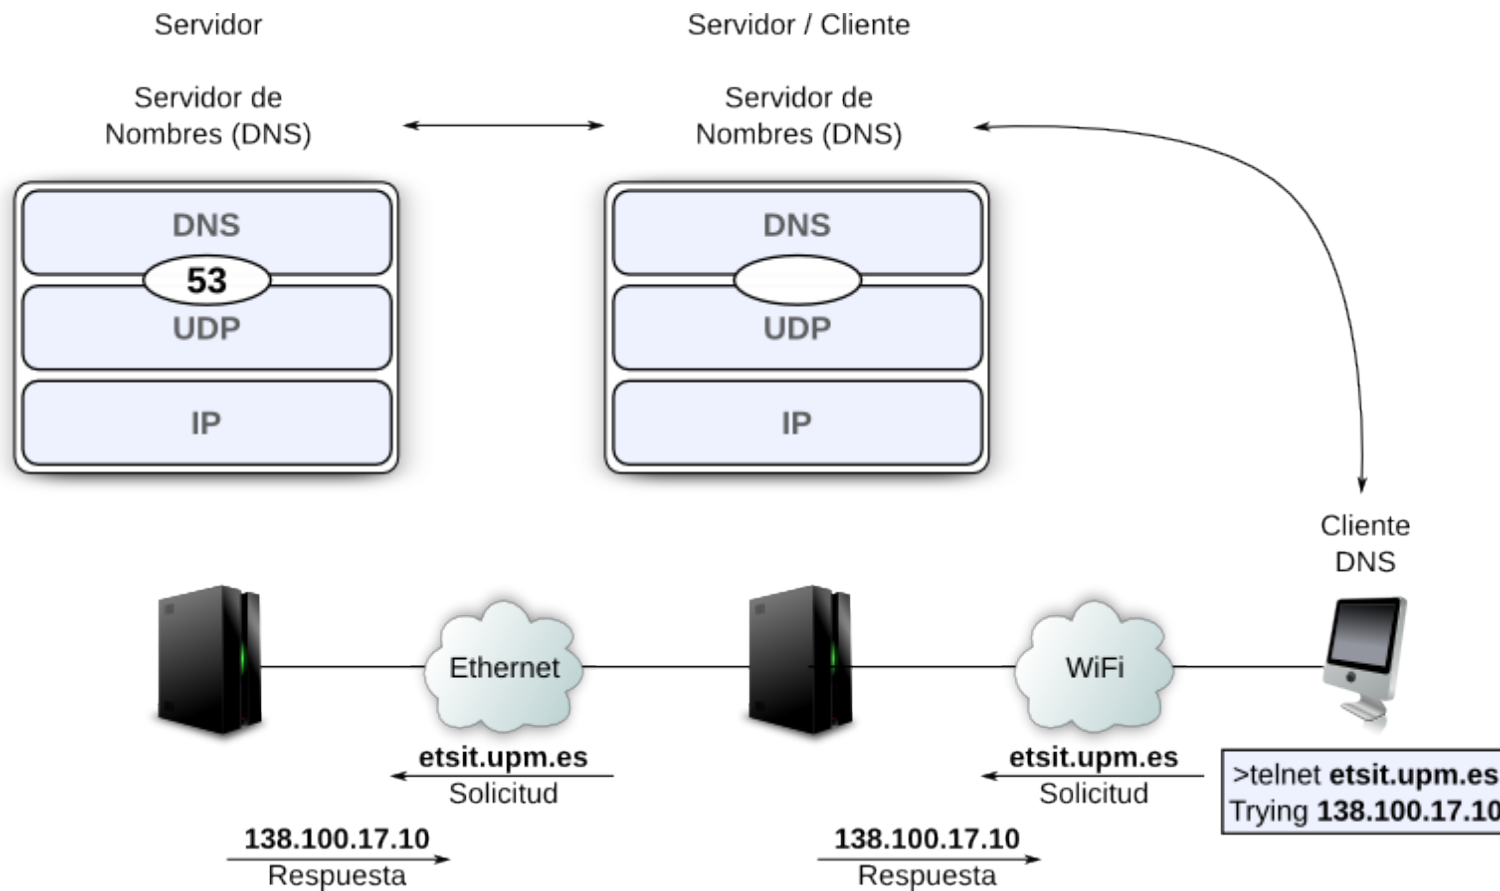 Servidor
Servidor / Cliente
Servidor de
Nombres (DNS)
Servidor de
Nombres (DNS)
DNS
53
UDP
IP
DNS
UDP
IP
Cliente
DNS
Ethernet
WiFi
etsit.upm.es
Solicitud
138.100.17.10
Respuesta
etsit.upm.es
Solicitud
138.100.17.10
Respuesta
>telnet etsit.upm.es
Trying 138.100.17.10